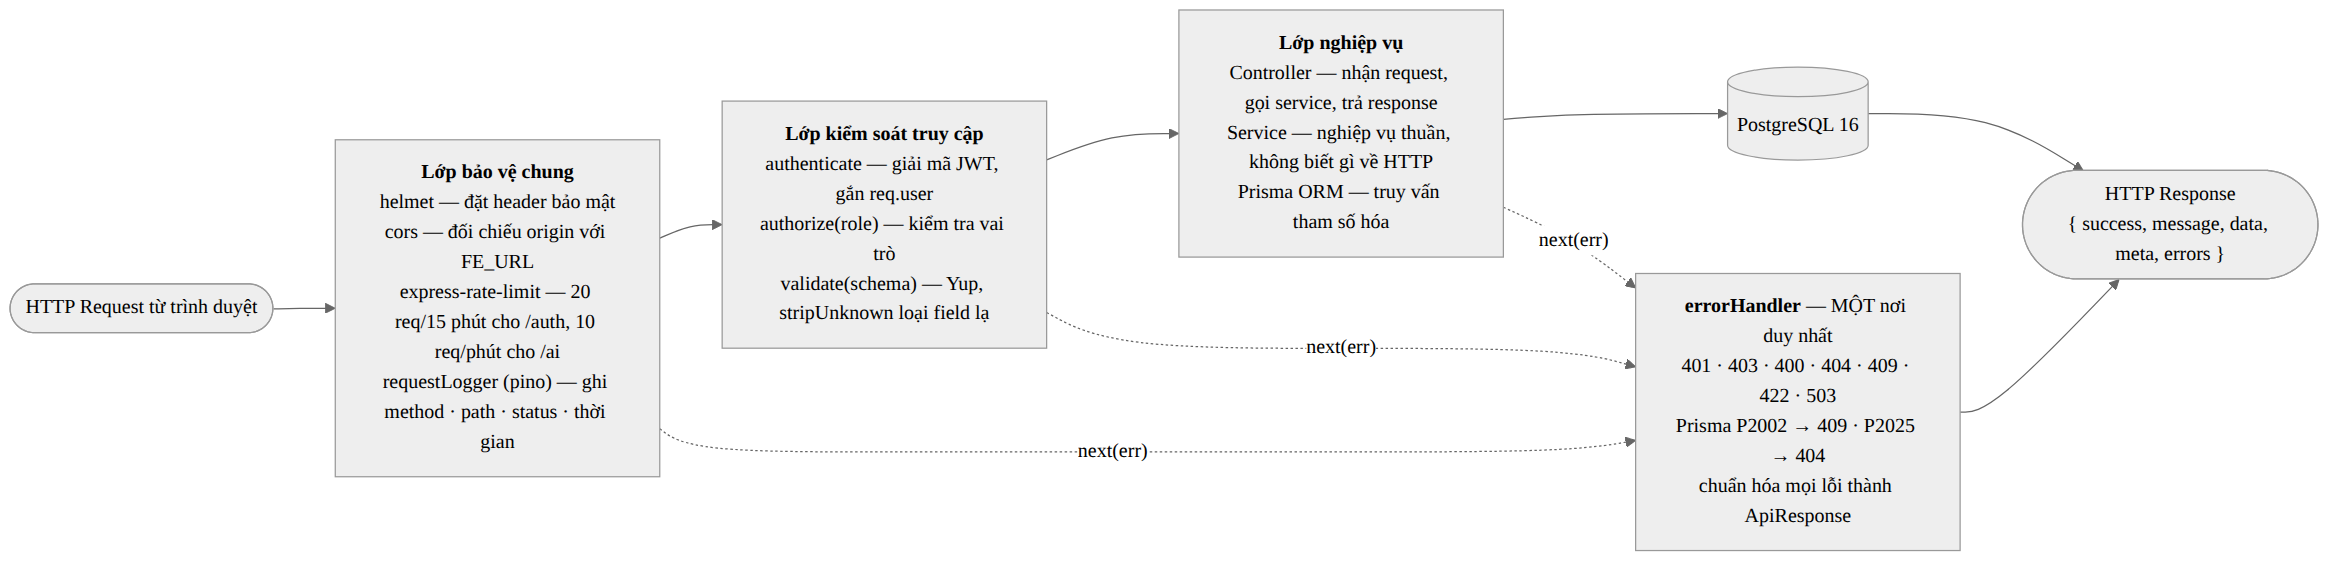 HTTP Request từ trình duyệt
Lớp bảo vệ chung
helmet — đặt header bảo mật
cors — đối chiếu origin với
FE_URL
express-rate-limit — 20
req/15 phút cho /auth, 10
req/phút cho /ai
requestLogger (pino) — ghi
method · path · status · thời
gian
Lớp kiểm soát truy cập
authenticate — giải mã JWT,
gắn req.user
authorize(role) — kiểm tra vai
trò
validate(schema) — Yup,
stripUnknown loại field lạ
Lớp nghiệp vụ
Controller — nhận request,
gọi service, trả response
Service — nghiệp vụ thuần,
không biết gì về HTTP
Prisma ORM — truy vấn
tham số hóa
next(err)
next(err)
next(err)
PostgreSQL 16
errorHandler — MỘT nơi
duy nhất
401 · 403 · 400 · 404 · 409 ·
422 · 503
Prisma P2002 → 409 · P2025
→ 404
chuẩn hóa mọi lỗi thành
ApiResponse
HTTP Response
{ success, message, data,
meta, errors }